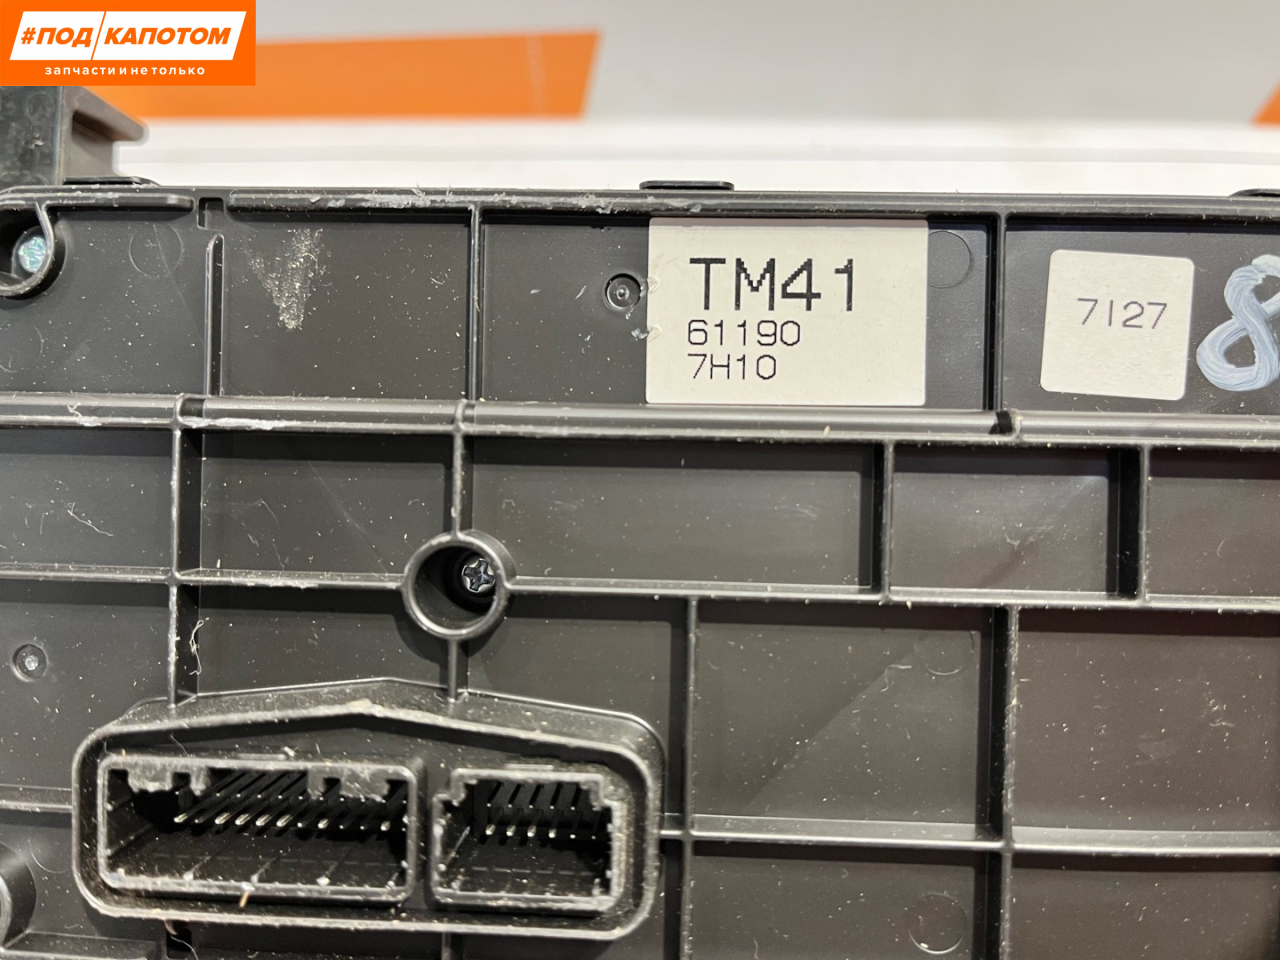 #ПОД КАПОТОМ
запчасти и не только
TM41
61190
7H10
7127
8